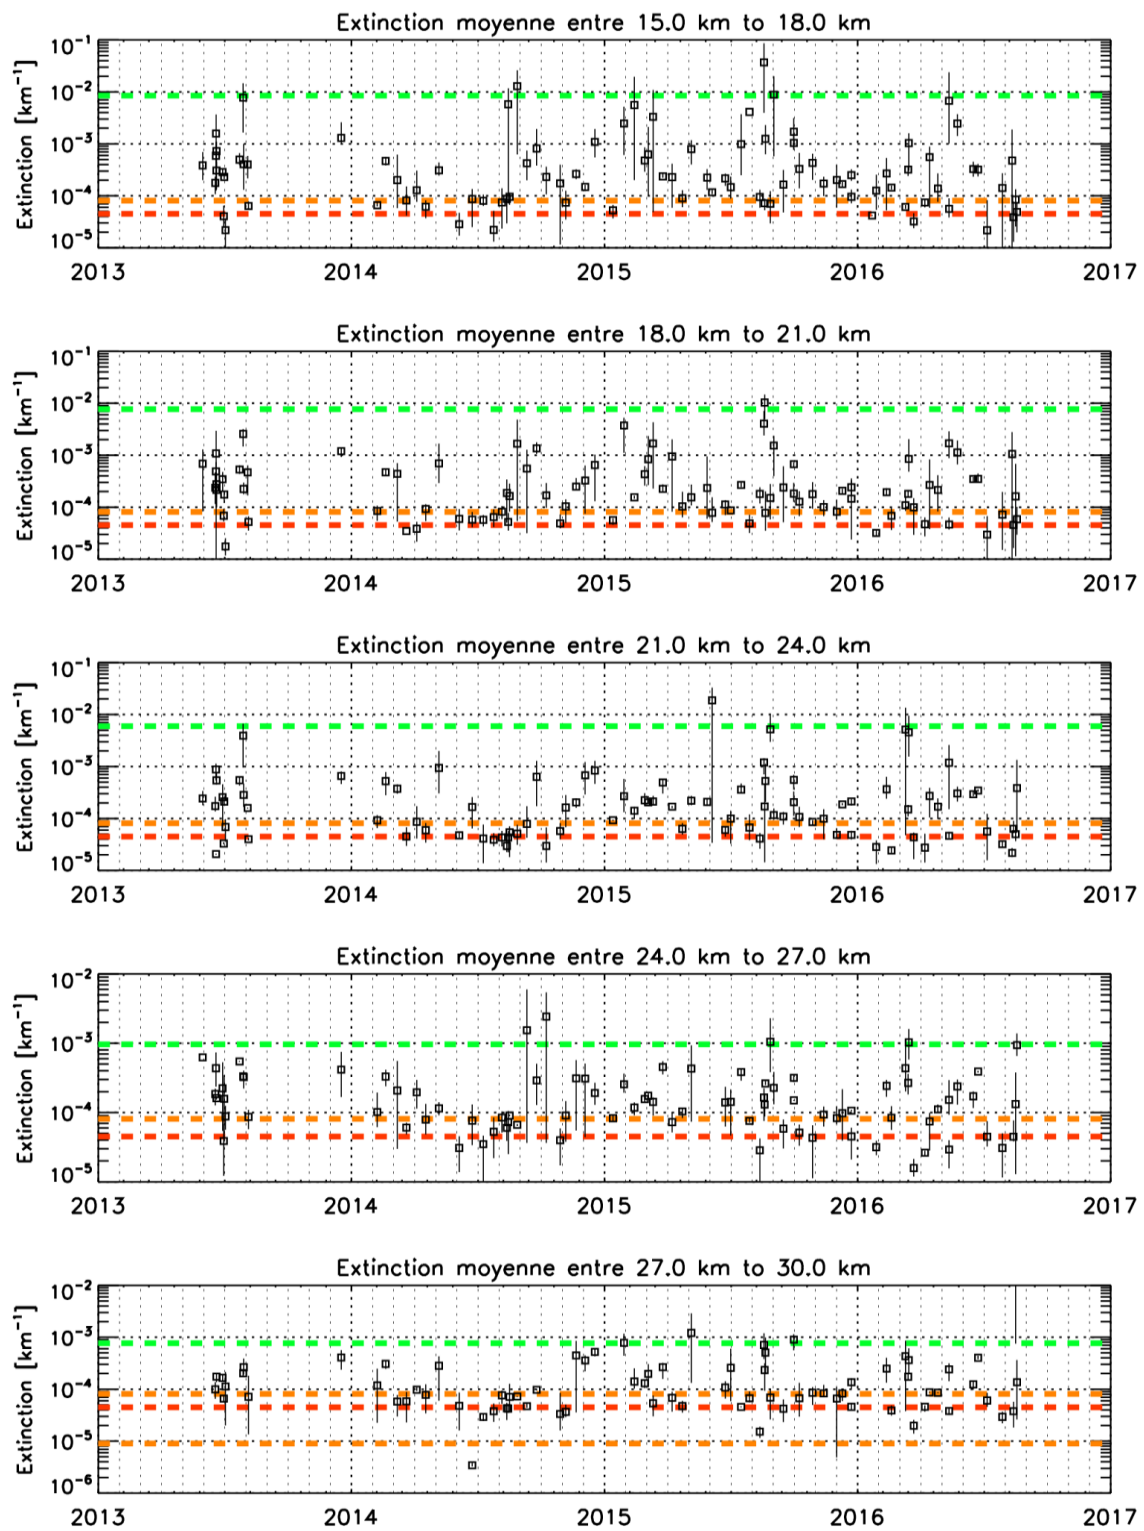 Extinction moyenne entre 15.0 km to 18.0 km
Extinction [km⁻¹]
10⁻¹
10⁻²
10⁻³
10⁻⁴
10⁻⁵
2013 2014 2015 2016 2017
Extinction moyenne entre 18.0 km to 21.0 km
Extinction [km⁻¹]
10⁻¹
10⁻²
10⁻³
10⁻⁴
10⁻⁵
2013 2014 2015 2016 2017
Extinction moyenne entre 21.0 km to 24.0 km
Extinction [km⁻¹]
10⁻¹
10⁻²
10⁻³
10⁻⁴
10⁻⁵
2013 2014 2015 2016 2017
Extinction moyenne entre 24.0 km to 27.0 km
Extinction [km⁻¹]
10⁻²
10⁻³
10⁻⁴
10⁻⁵
2013 2014 2015 2016 2017
Extinction moyenne entre 27.0 km to 30.0 km
Extinction [km⁻¹]
10⁻²
10⁻³
10⁻⁴
10⁻⁵
10⁻⁶
2013 2014 2015 2016 2017